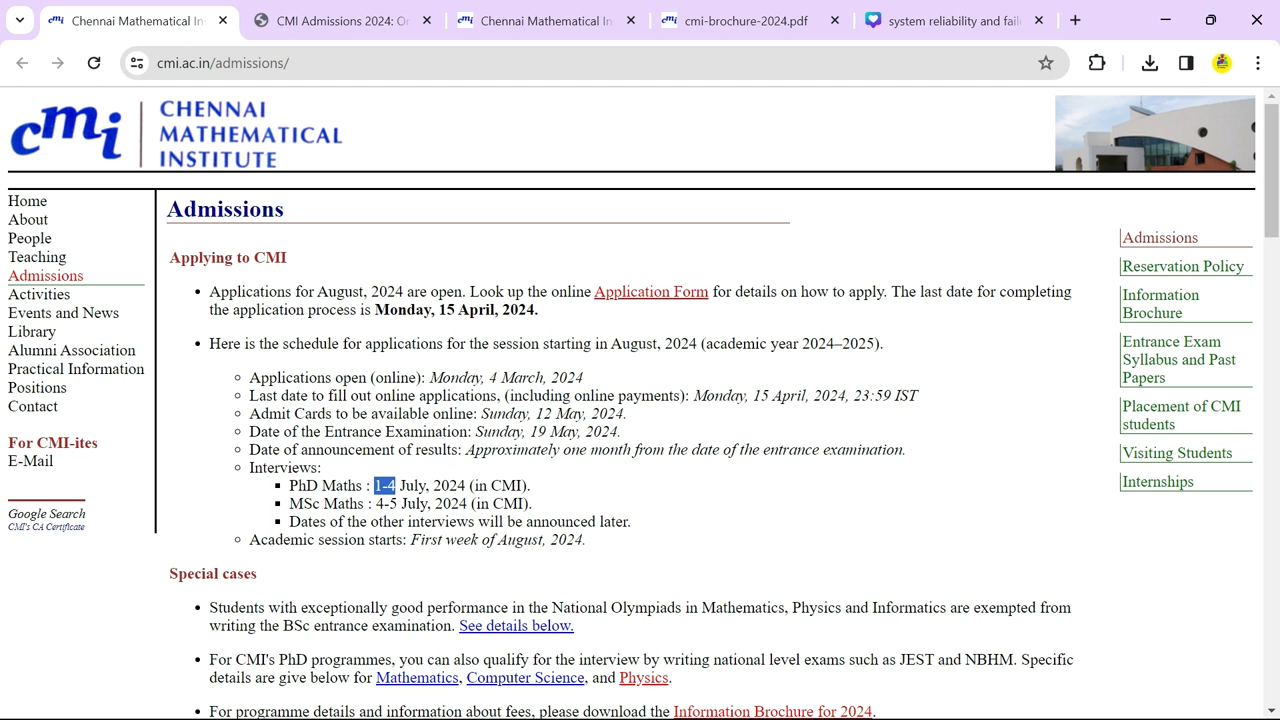 Chennai Mathematical In
CMI Admissions 2024: Or
Chennai Mathematical In
cmi-brochure-2024.pdf
system reliability and fail
cmi.ac.in/admissions/
cmi
CHENNAI
MATHEMATICAL
INSTITUTE
Home
About
People
Teaching
Admissions
Activities
Events and News
Library
Alumni Association
Practical Information
Positions
Contact
For CMI-ites
E-Mail
Google Search
CMI's CA Certificate
Admissions
Applying to CMI
• Applications for August, 2024 are open. Look up the online Application Form for details on how to apply. The last date for completing
the application process is Monday, 15 April, 2024.
• Here is the schedule for applications for the session starting in August, 2024 (academic year 2024–2025).
Applications open (online): Monday, 4 March, 2024
Last date to fill out online applications, (including online payments): Monday, 15 April, 2024, 23:59 IST
Admit Cards to be available online: Sunday, 12 May, 2024.
Date of the Entrance Examination: Sunday, 19 May, 2024.
Date of announcement of results: Approximately one month from the date of the entrance examination.
Interviews:
PhD Maths : 1-4 July, 2024 (in CMI).
MSc Maths : 4-5 July, 2024 (in CMI).
Dates of the other interviews will be announced later.
Academic session starts: First week of August, 2024.
Special cases
• Students with exceptionally good performance in the National Olympiads in Mathematics, Physics and Informatics are exempted from
writing the BSc entrance examination. See details below.
• For CMI's PhD programmes, you can also qualify for the interview by writing national level exams such as JEST and NBHM. Specific
details are give below for Mathematics, Computer Science, and Physics.
• For programme details and information about fees, please download the Information Brochure for 2024.
Admissions
Reservation Policy
Information
Brochure
Entrance Exam
Syllabus and Past
Papers
Placement of CMI
students
Visiting Students
Internships